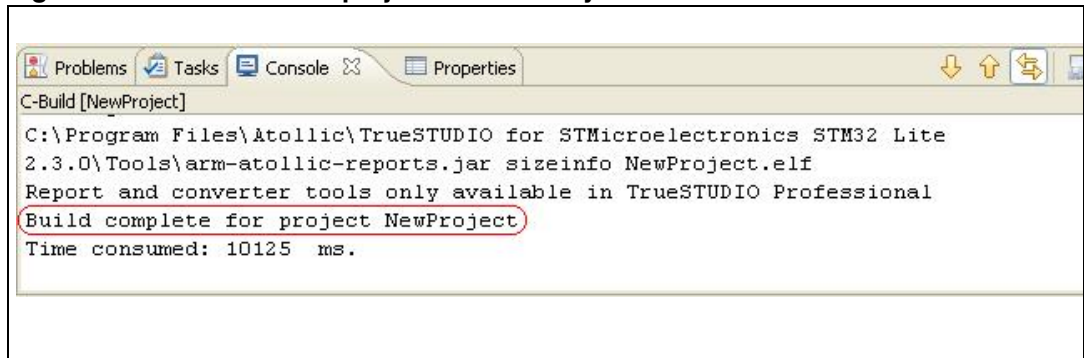 Problems Tasks Console Properties
C-Build [NewProject]
C:\Program Files\Atollic\TrueSTUDIO for STMicroelectronics STM32 Lite
2.3.0\Tools\arm-atollic-reports.jar sizeinfo NewProject.elf
Report and converter tools only available in TrueSTUDIO Professional
Build complete for project NewProject
Time consumed: 10125 ms.